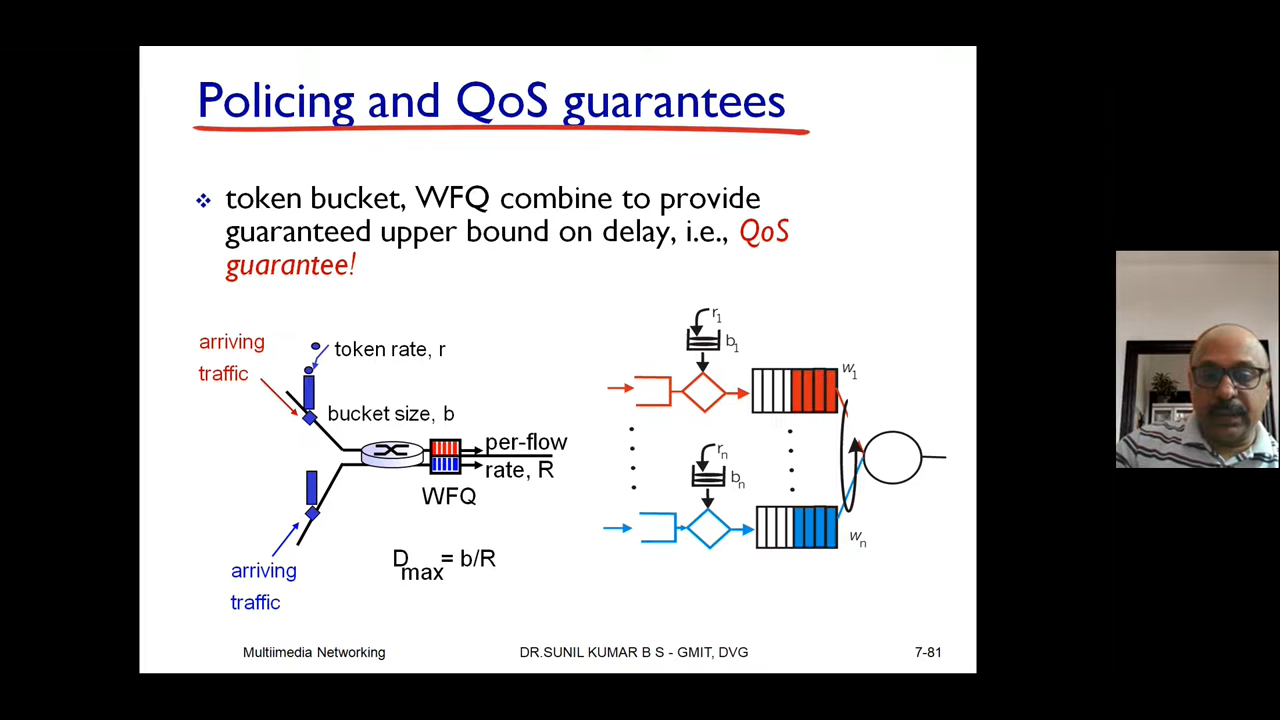 Policing and QoS guarantees
❖ token bucket, WFQ combine to provide
guaranteed upper bound on delay, i.e., QoS
guarantee!
arriving
traffic
token rate, r
bucket size, b
per-flow
rate, R
WFQ
D max = b/R
arriving
traffic
r1
b1
w1
rn
bn
wn
Multiimedia Networking
DR.SUNIL KUMAR B S - GMIT, DVG
7-81